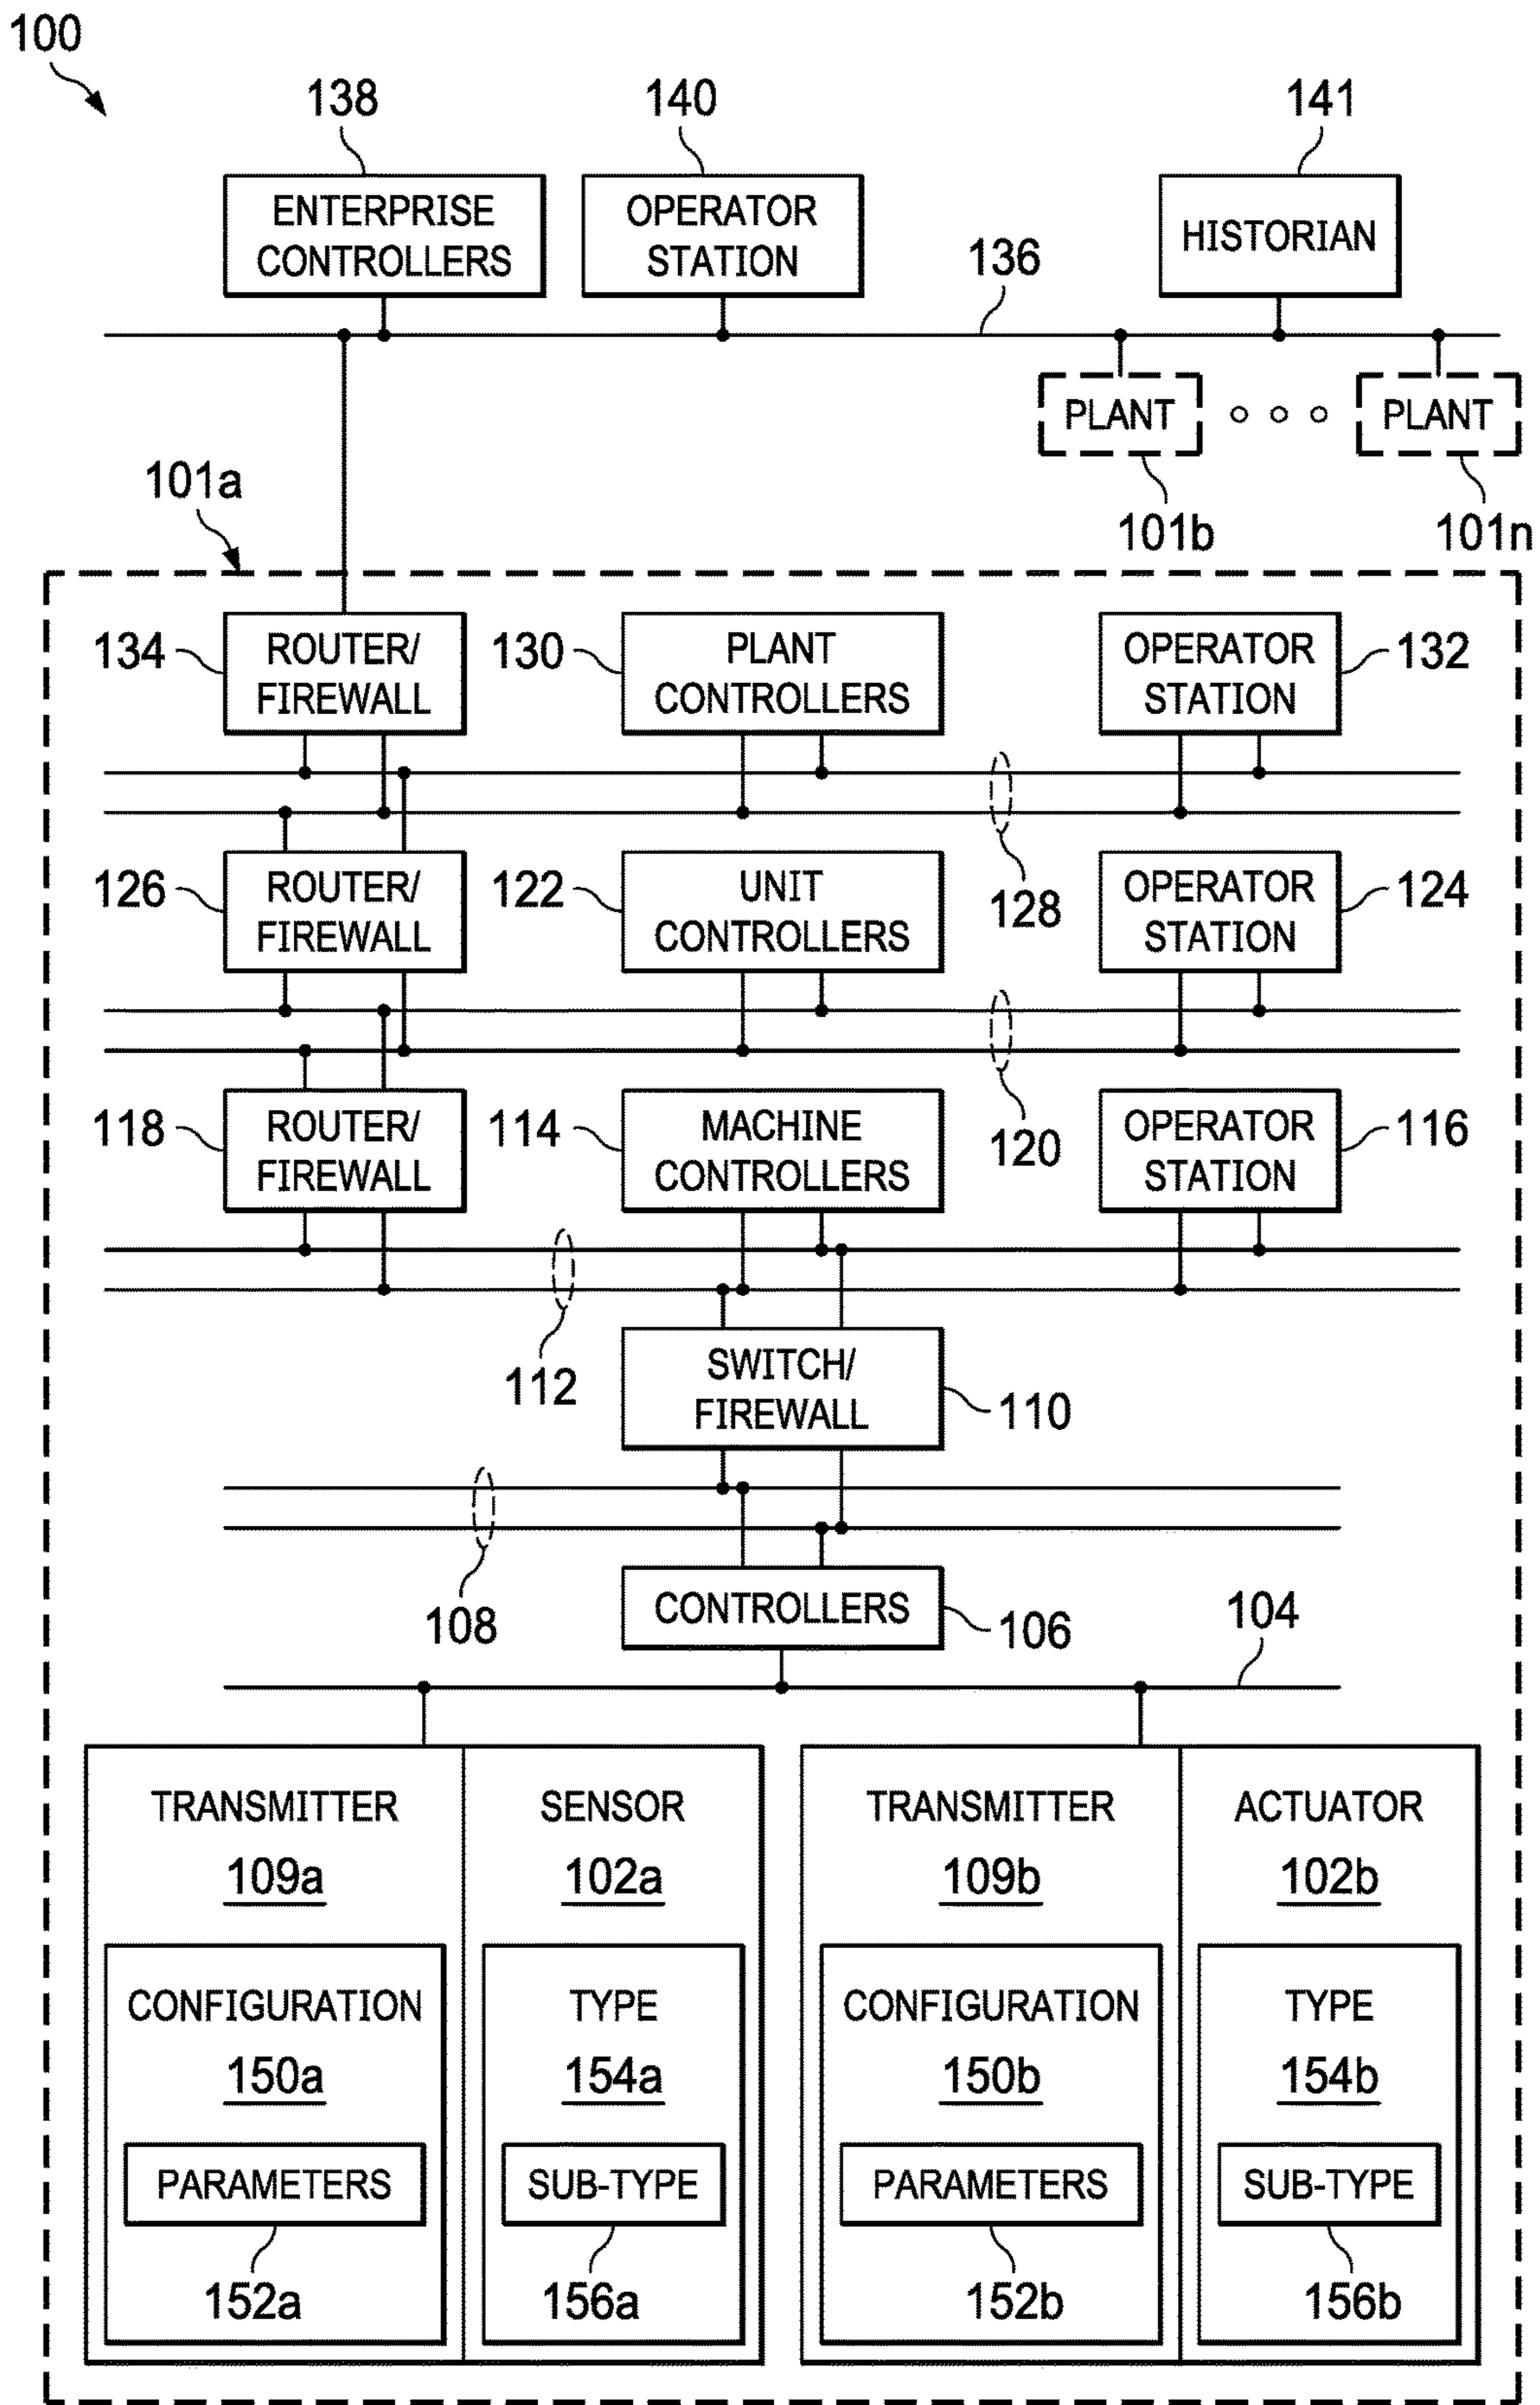 100
138
140
141
ENTERPRISE
CONTROLLERS
OPERATOR
STATION
HISTORIAN
136
PLANT
PLANT
101b
101n
101a
134
ROUTER/
FIREWALL
130
PLANT
CONTROLLERS
OPERATOR
STATION
132
128
126
ROUTER/
FIREWALL
122
UNIT
CONTROLLERS
OPERATOR
STATION
124
120
118
ROUTER/
FIREWALL
114
MACHINE
CONTROLLERS
OPERATOR
STATION
116
112
SWITCH/
FIREWALL
110
108
CONTROLLERS
106
104
TRANSMITTER
109a
CONFIGURATION
150a
PARAMETERS
152a
SENSOR
102a
TYPE
154a
SUB-TYPE
156a
TRANSMITTER
109b
CONFIGURATION
150b
PARAMETERS
152b
ACTUATOR
102b
TYPE
154b
SUB-TYPE
156b